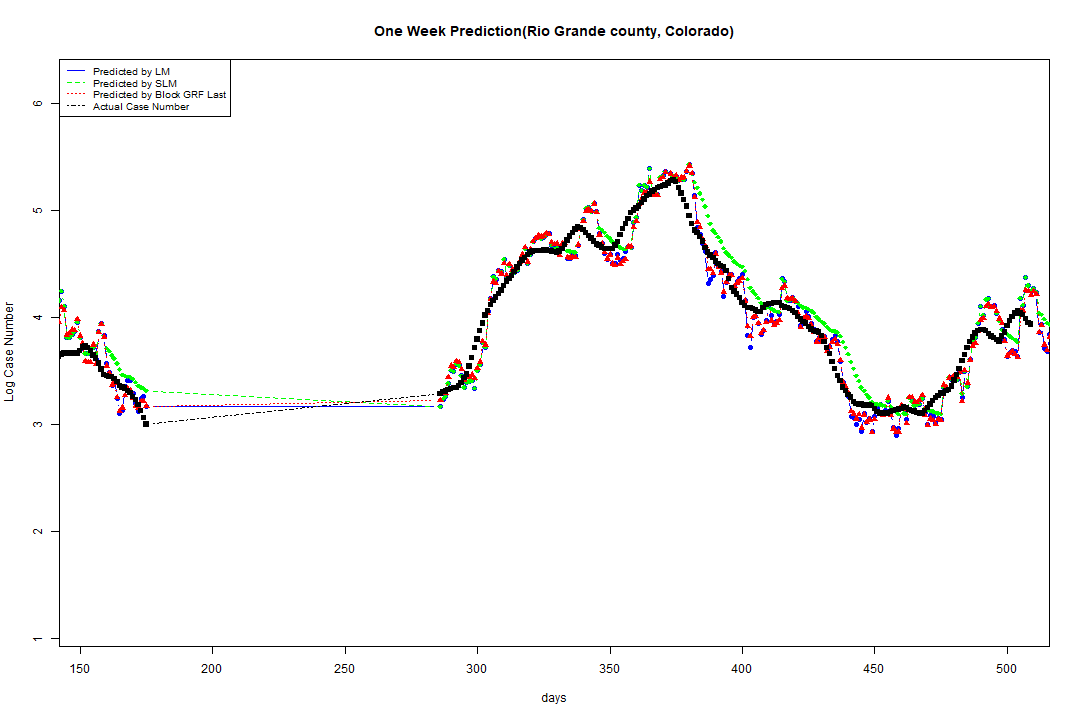 One Week Prediction(Rio Grande county, Colorado)
Predicted by LM
Predicted by SLM
Predicted by Block GRF Last
Actual Case Number
6
5
4
3
2
1
Log Case Number
150 200 250 300 350 400 450 500
days